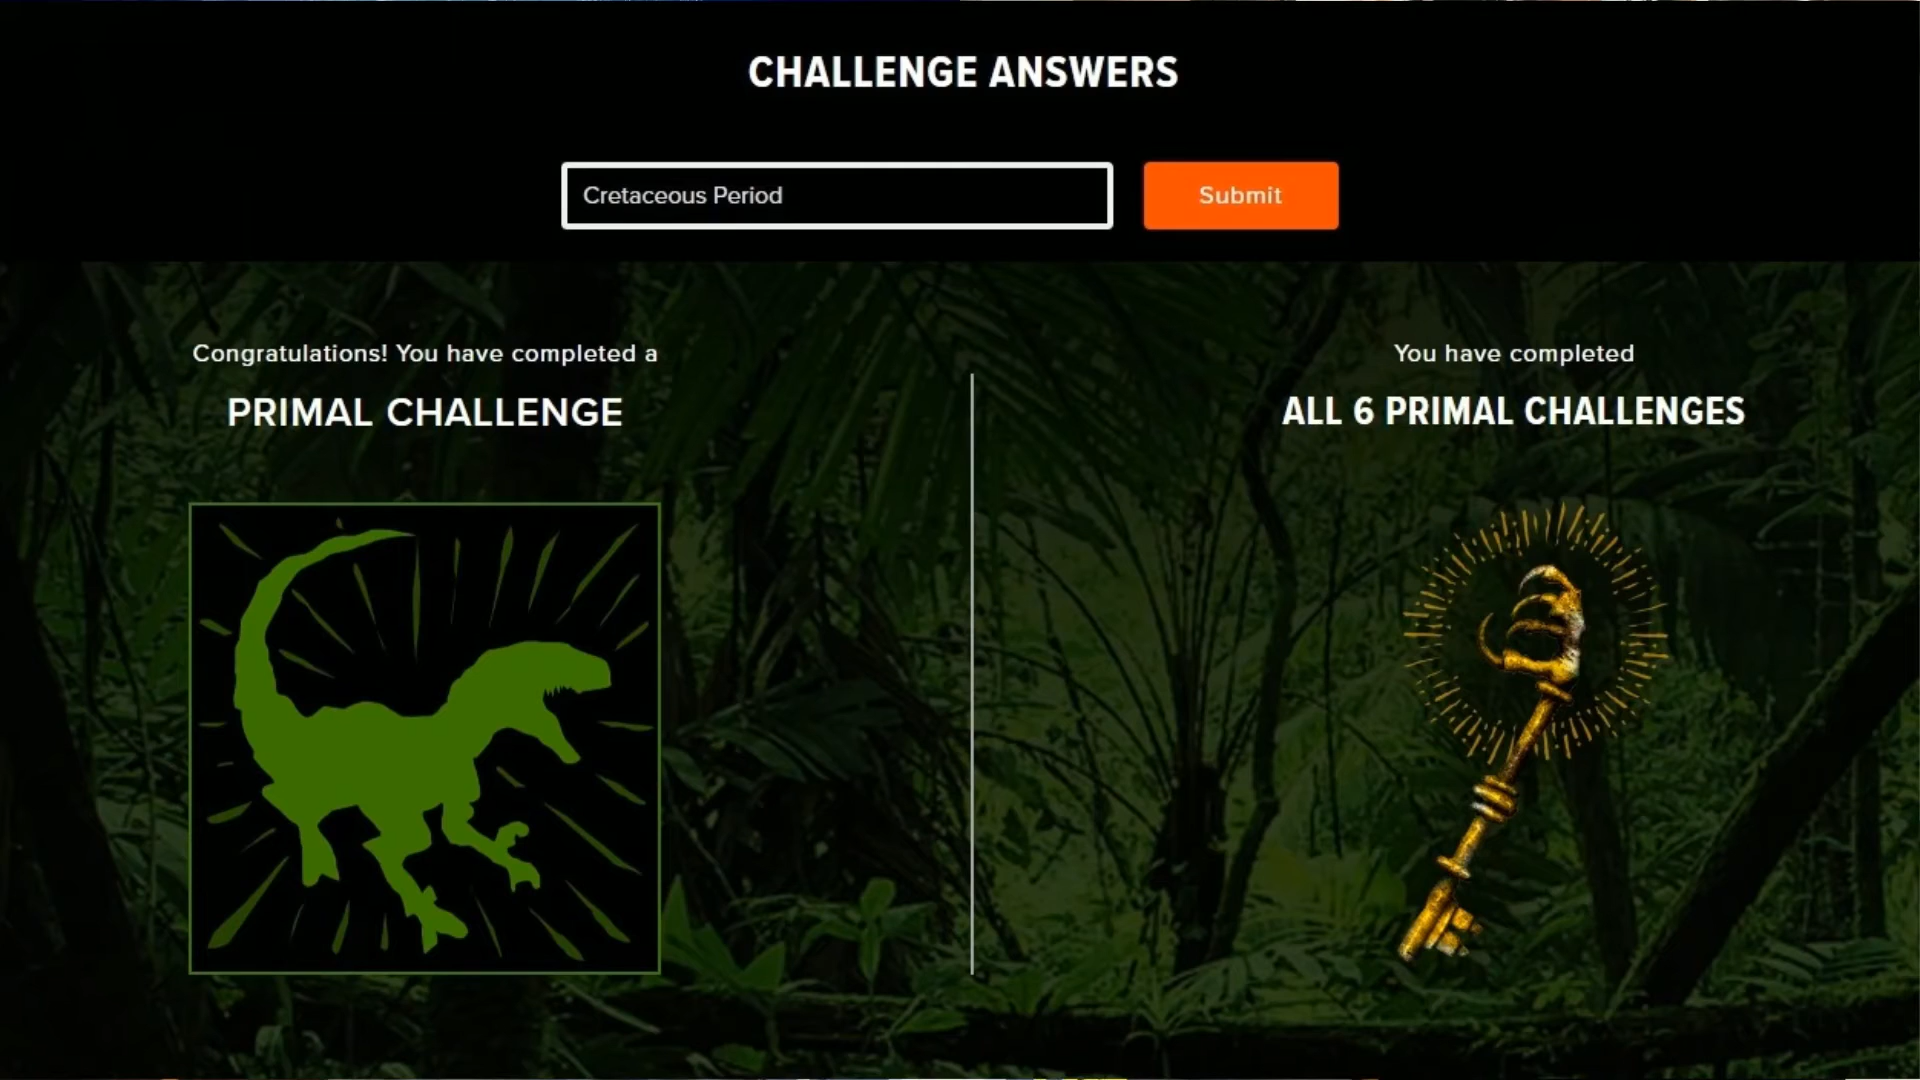 CHALLENGE ANSWERS
Cretaceous Period
Submit
Congratulations! You have completed a
PRIMAL CHALLENGE
You have completed
ALL 6 PRIMAL CHALLENGES